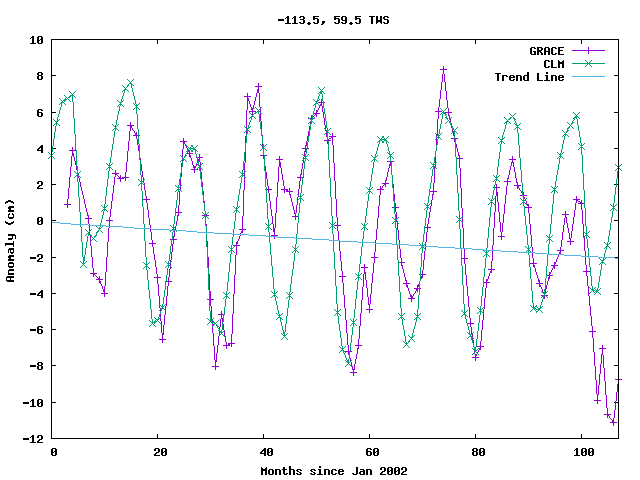 -113.5, 59.5 TWS
GRACE
CLM
Trend Line
10
8
6
4
2
0
-2
-4
-6
-8
-10
-12
Anomaly (cm)
0 20 40 60 80 100
Months since Jan 2002